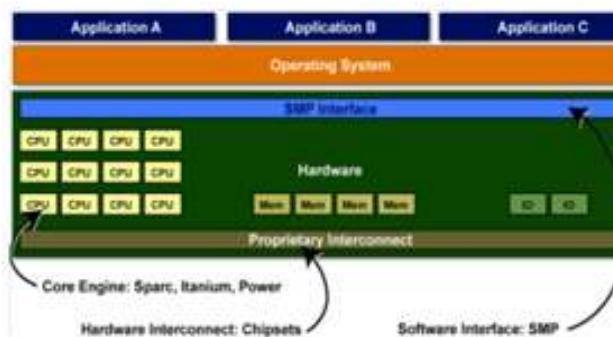 Application A Application B Application C
Operating System
SMP Interface
CPU CPU CPU CPU
CPU CPU CPU CPU
Hardware
CPU CPU CPU CPU Mem Mem Mem Mem IO IO
Proprietary Interconnect
Core Engine: Sparc, Itanium, Power
Hardware Interconnect: Chipsets Software Interface: SMP